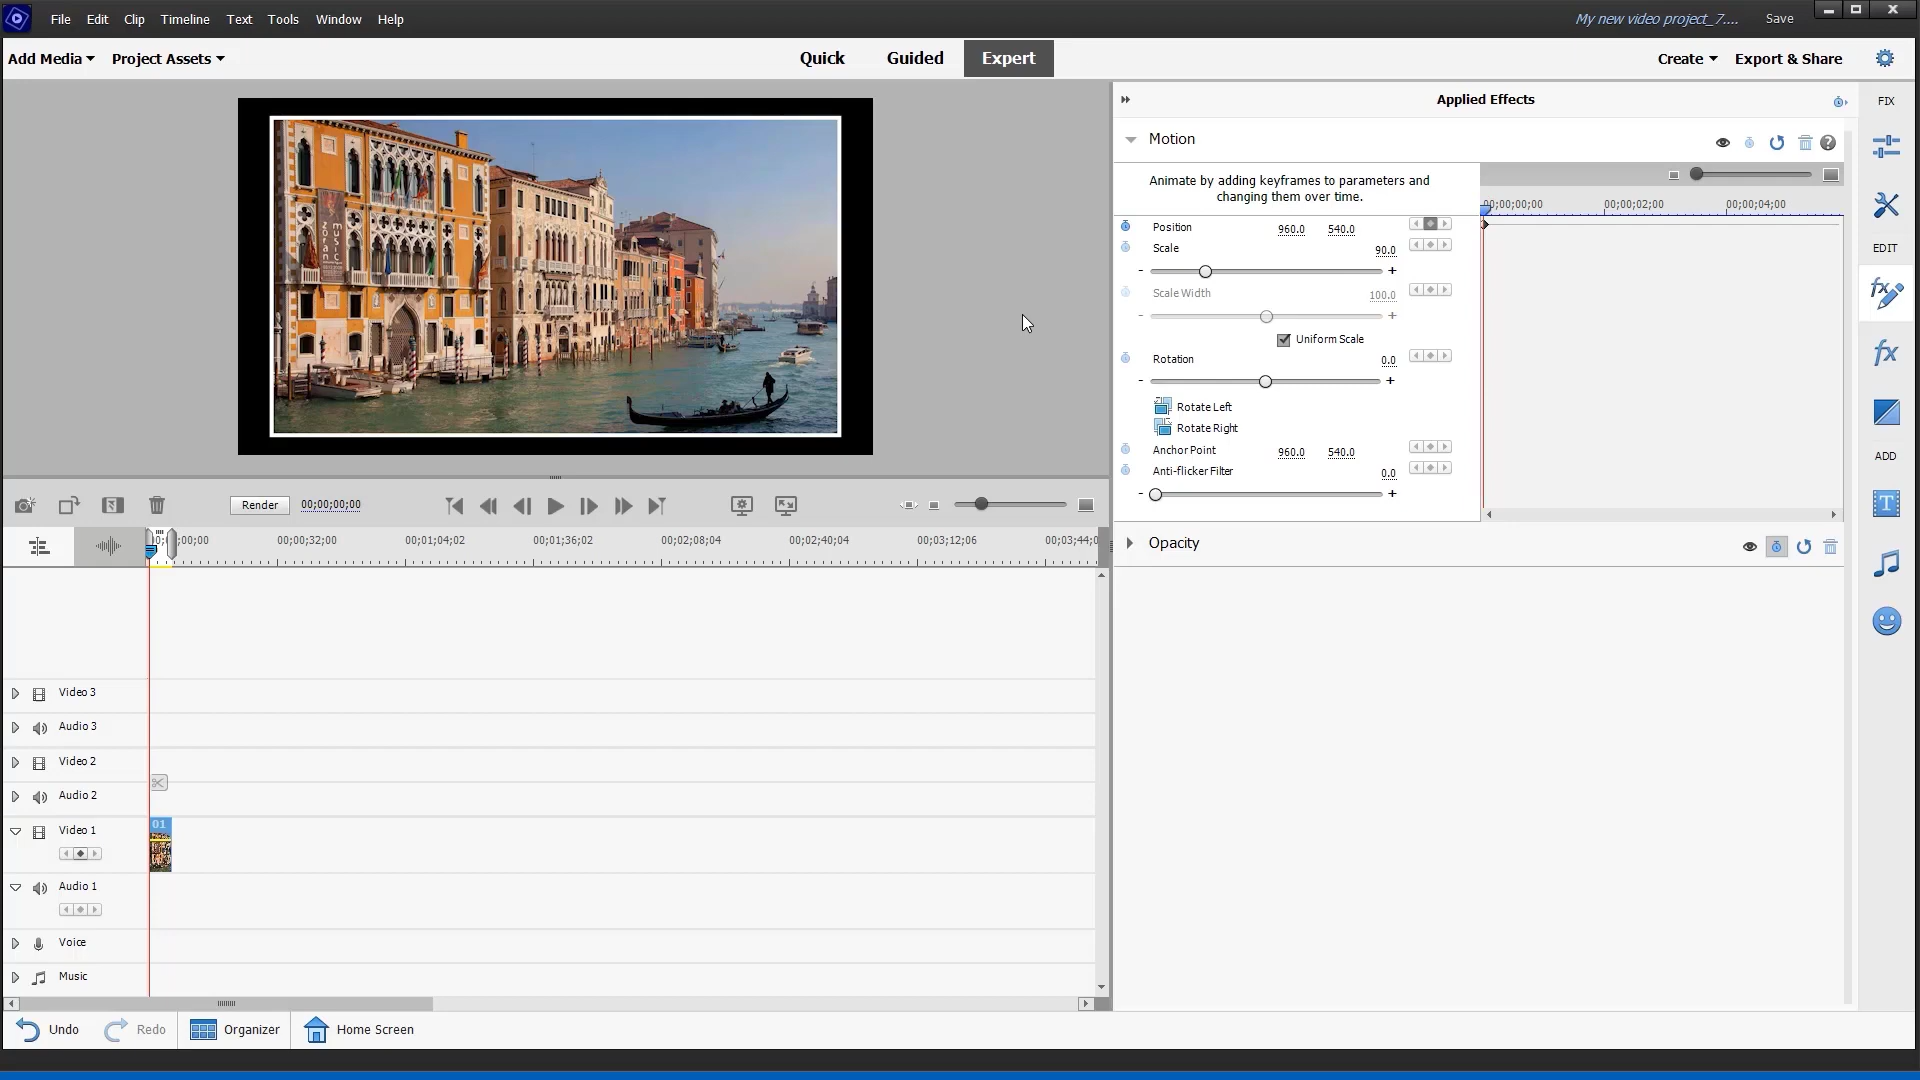 File Edit Clip Timeline Text Tools Window Help
My new video project_7.... Save
Add Media Project Assets
Quick Guided Expert
Create Export & Share
Applied Effects
FIX
Motion
Animate by adding keyframes to parameters and
changing them over time.
00;00;00;00 00;00;02;00 00;00;04;00
Position 960.0 540.0
Scale 90.0
- +
Scale Width 100.0
- +
Uniform Scale
Rotation 0.0
- +
Rotate Left
Rotate Right
Anchor Point 960.0 540.0
Anti-flicker Filter 0.0
- +
EDIT
fx
fx
ADD
T
Opacity
Render 00;00;00;00
00;00;32;00 00;01;04;02 00;01;36;02 00;02;08;04 00;02;40;04 00;03;12;06
Video 3
Audio 3
Video 2
Audio 2
Video 1
01
Audio 1
Voice
Music
Undo Redo Organizer Home Screen